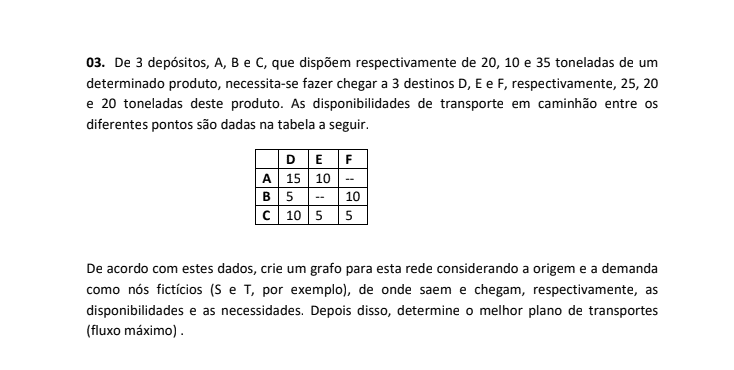 03. De 3 depósitos, A, B e C, que dispõem respectivamente de 20, 10 e 35 toneladas de um
determinado produto, necessita-se fazer chegar a 3 destinos D, E e F, respectivamente, 25, 20
e 20 toneladas deste produto. As disponibilidades de transporte em caminhão entre os
diferentes pontos são dadas na tabela a seguir.
D E F
A 15 10 --
B 5 -- 10
C 10 5 5
De acordo com estes dados, crie um grafo para esta rede considerando a origem e a demanda
como nós fictícios (S e T, por exemplo), de onde saem e chegam, respectivamente, as
disponibilidades e as necessidades. Depois disso, determine o melhor plano de transportes
(fluxo máximo) .